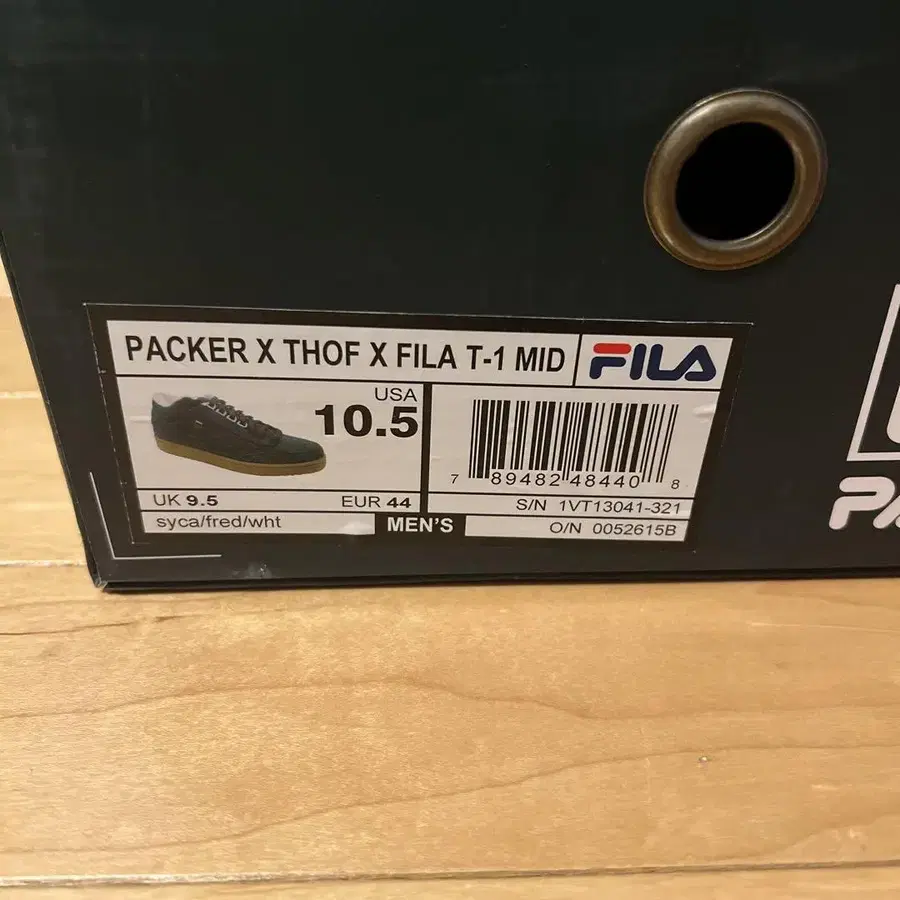 PACKER X THOF X FILA T-1 MID
FILA
USA
10.5
UK 9.5
EUR 44
syca/fred/wht
MEN'S
7 89482 48440 8
S/N 1VT13041-321
O/N 0052615B